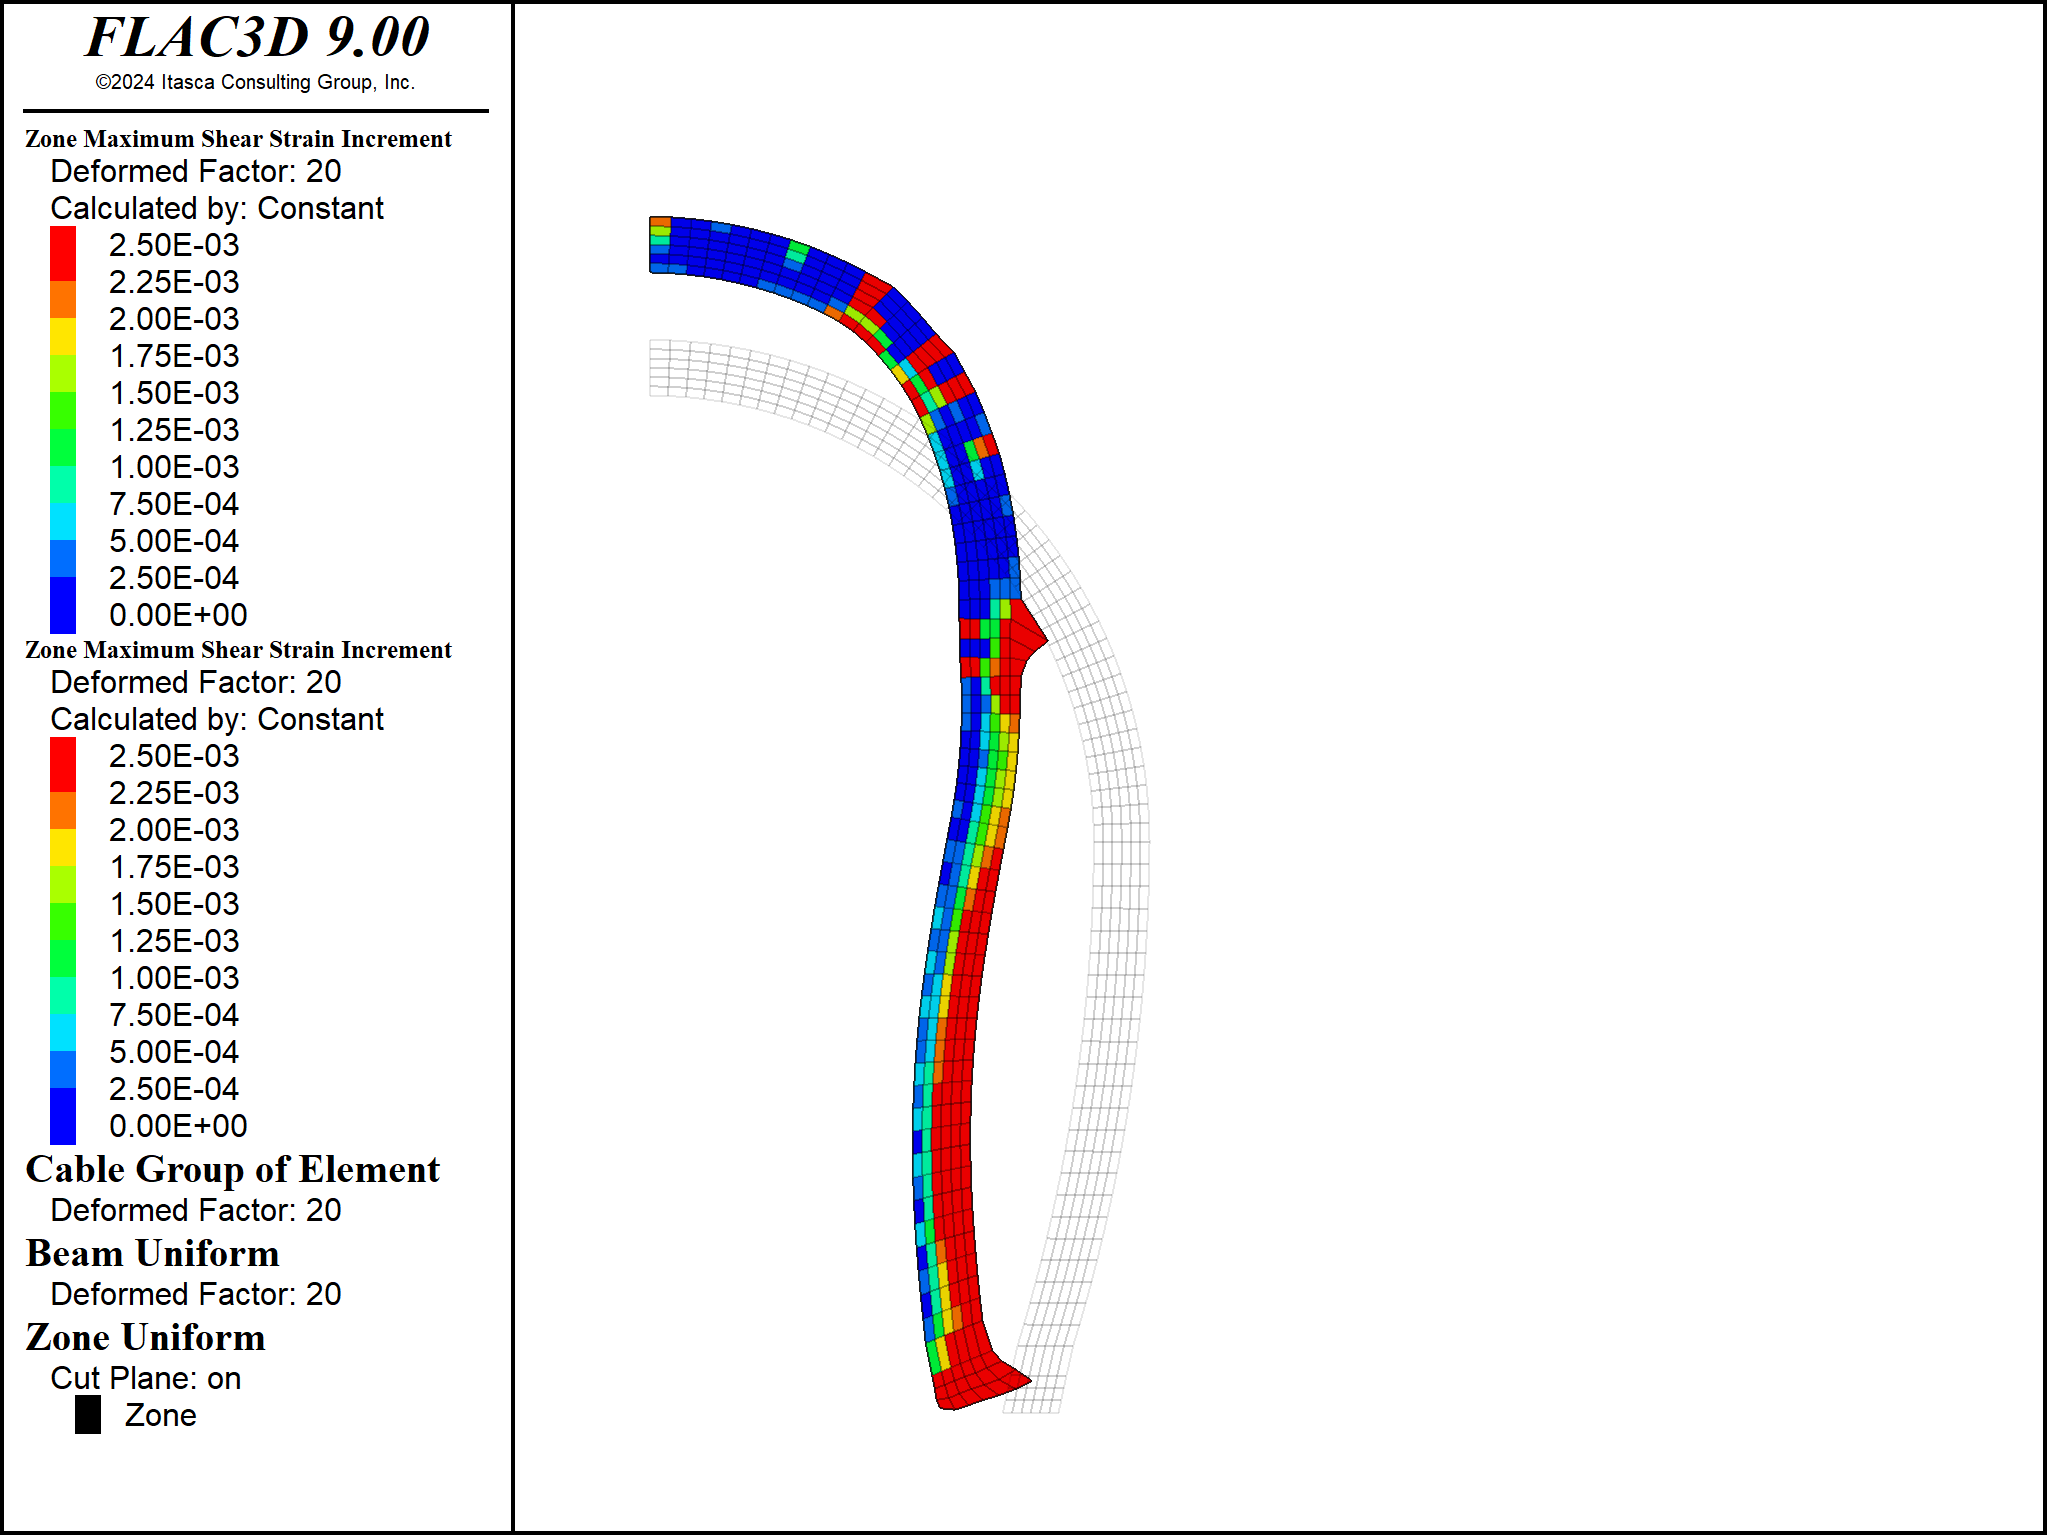 FLAC3D 9.00
©2024 Itasca Consulting Group, Inc.
Zone Maximum Shear Strain Increment
Deformed Factor: 20
Calculated by: Constant
2.50E-03
2.25E-03
2.00E-03
1.75E-03
1.50E-03
1.25E-03
1.00E-03
7.50E-04
5.00E-04
2.50E-04
0.00E+00
Zone Maximum Shear Strain Increment
Deformed Factor: 20
Calculated by: Constant
2.50E-03
2.25E-03
2.00E-03
1.75E-03
1.50E-03
1.25E-03
1.00E-03
7.50E-04
5.00E-04
2.50E-04
0.00E+00
Cable Group of Element
Deformed Factor: 20
Beam Uniform
Deformed Factor: 20
Zone Uniform
Cut Plane: on
Zone